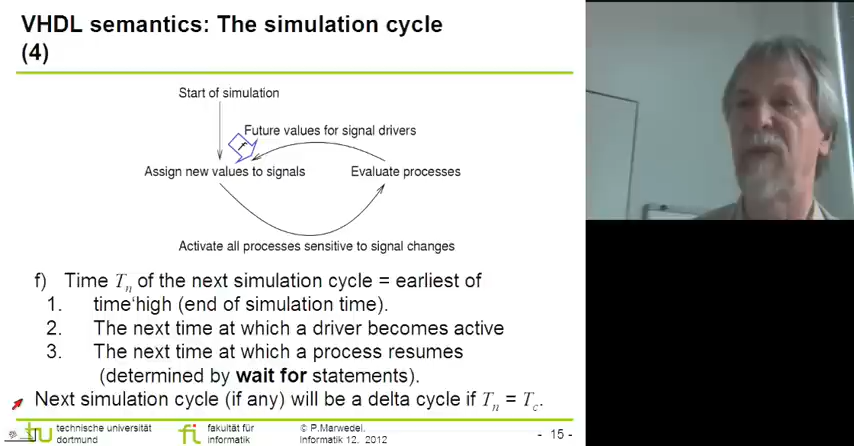 VHDL semantics: The simulation cycle
(4)
Start of simulation
Future values for signal drivers
Assign new values to signals
Evaluate processes
Activate all processes sensitive to signal changes
f) Time Tn of the next simulation cycle = earliest of
1. time‘high (end of simulation time).
2. The next time at which a driver becomes active
3. The next time at which a process resumes
(determined by wait for statements).
Next simulation cycle (if any) will be a delta cycle if Tn = Tc.
technische universität
dortmund
fakultät für
informatik
© P.Marwedel,
Informatik 12, 2012
- 15 -